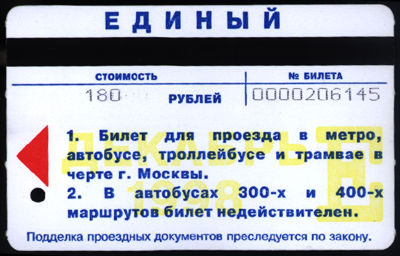 ЕДИНЫЙ
СТОИМОСТЬ № БИЛЕТА
180 РУБЛЕЙ 0000206145
ДЕКАБРЬ
1998
1. Билет для проезда в метро,
автобусе, троллейбусе и трамвае в
черте г. Москвы.
2. В автобусах 300-х и 400-х
маршрутов билет недействителен.
Подделка проездных документов преследуется по закону.